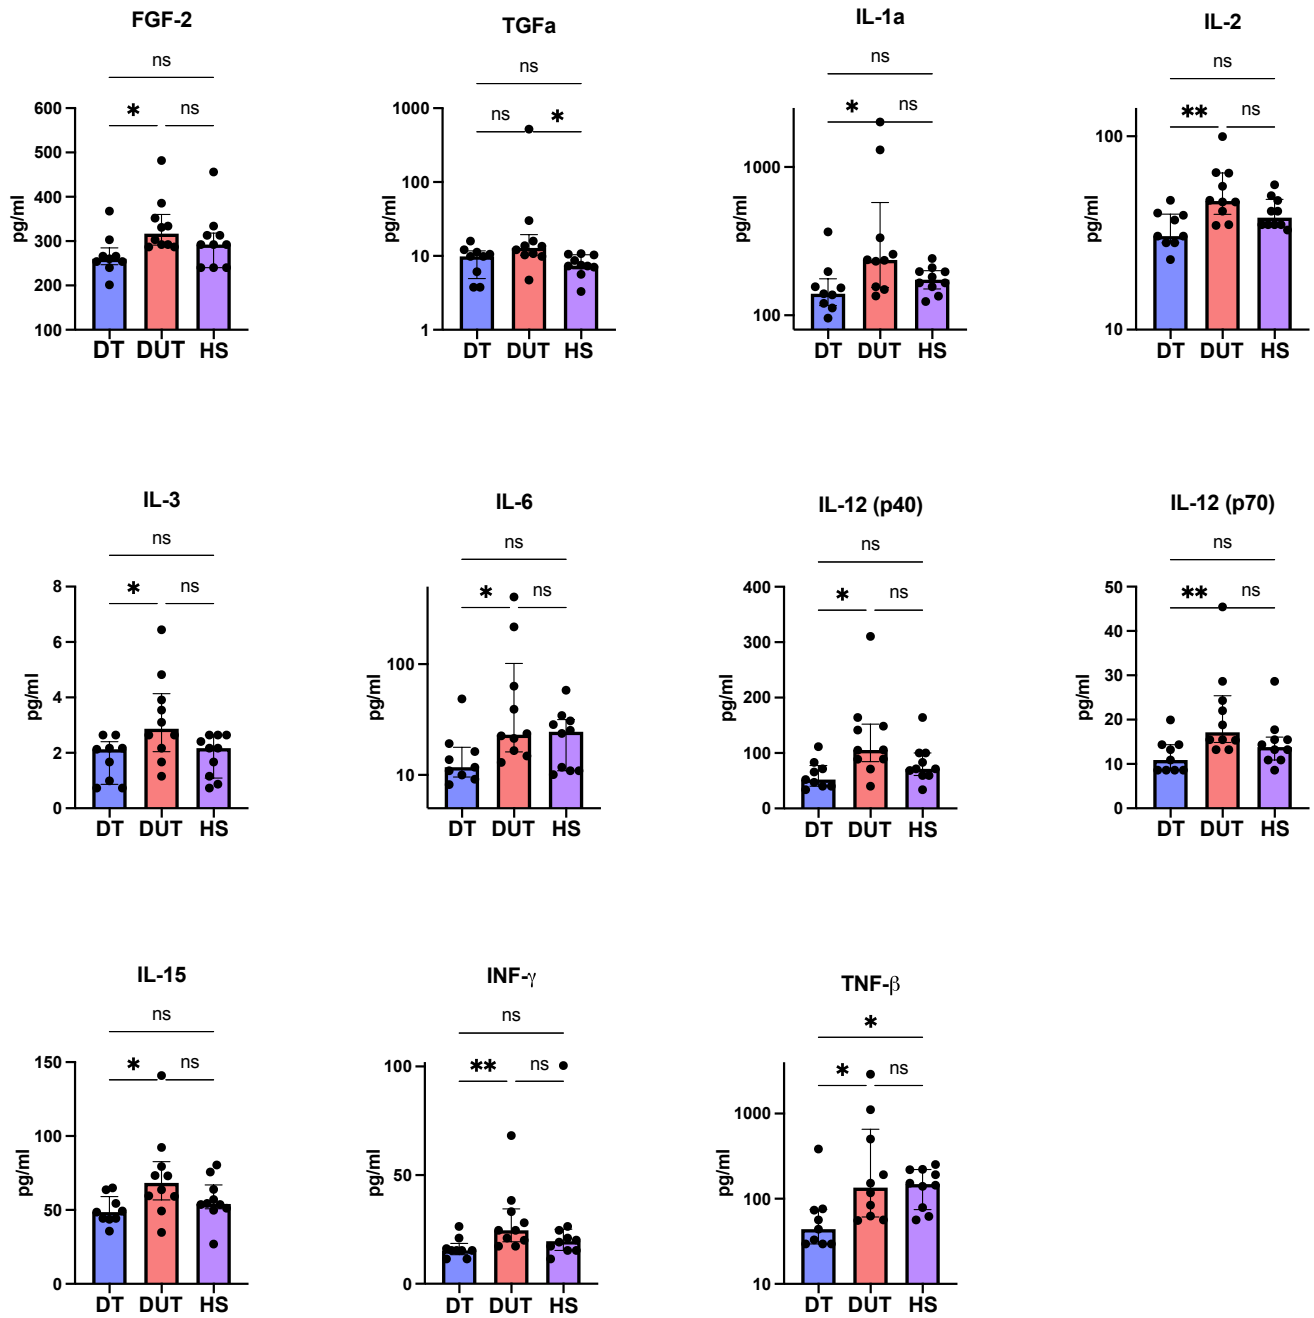 FGF-2
ns
* ns
600
500
400
300
200
100
pg/ml
DT DUT HS
TGFa
ns
ns *
1000
100
10
1
pg/ml
DT DUT HS
IL-1a
ns
* ns
1000
100
pg/ml
DT DUT HS
IL-2
ns
** ns
100
10
pg/ml
DT DUT HS
IL-3
ns
* ns
8
6
4
2
0
pg/ml
DT DUT HS
IL-6
ns
* ns
100
10
pg/ml
DT DUT HS
IL-12 (p40)
ns
* ns
400
300
200
100
0
pg/ml
DT DUT HS
IL-12 (p70)
ns
** ns
50
40
30
20
10
0
pg/ml
DT DUT HS
IL-15
ns
* ns
150
100
50
0
pg/ml
DT DUT HS
INF-γ
ns
** ns
100
50
0
pg/ml
DT DUT HS
TNF-β
*
* ns
1000
100
10
pg/ml
DT DUT HS